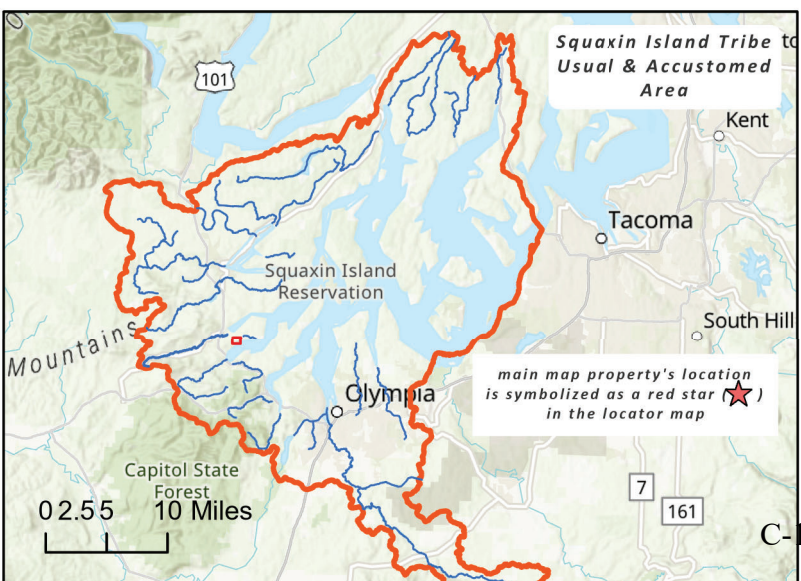 Squaxin Island Tribe
Usual & Accustomed
Area
101
Kent
Tacoma
Squaxin Island
Reservation
South Hill
Mountains
main map property's location
is symbolized as a red star ( )
in the locator map
Olympia
Capitol State
Forest
7
161
0 2.5 5 10 Miles
C-1